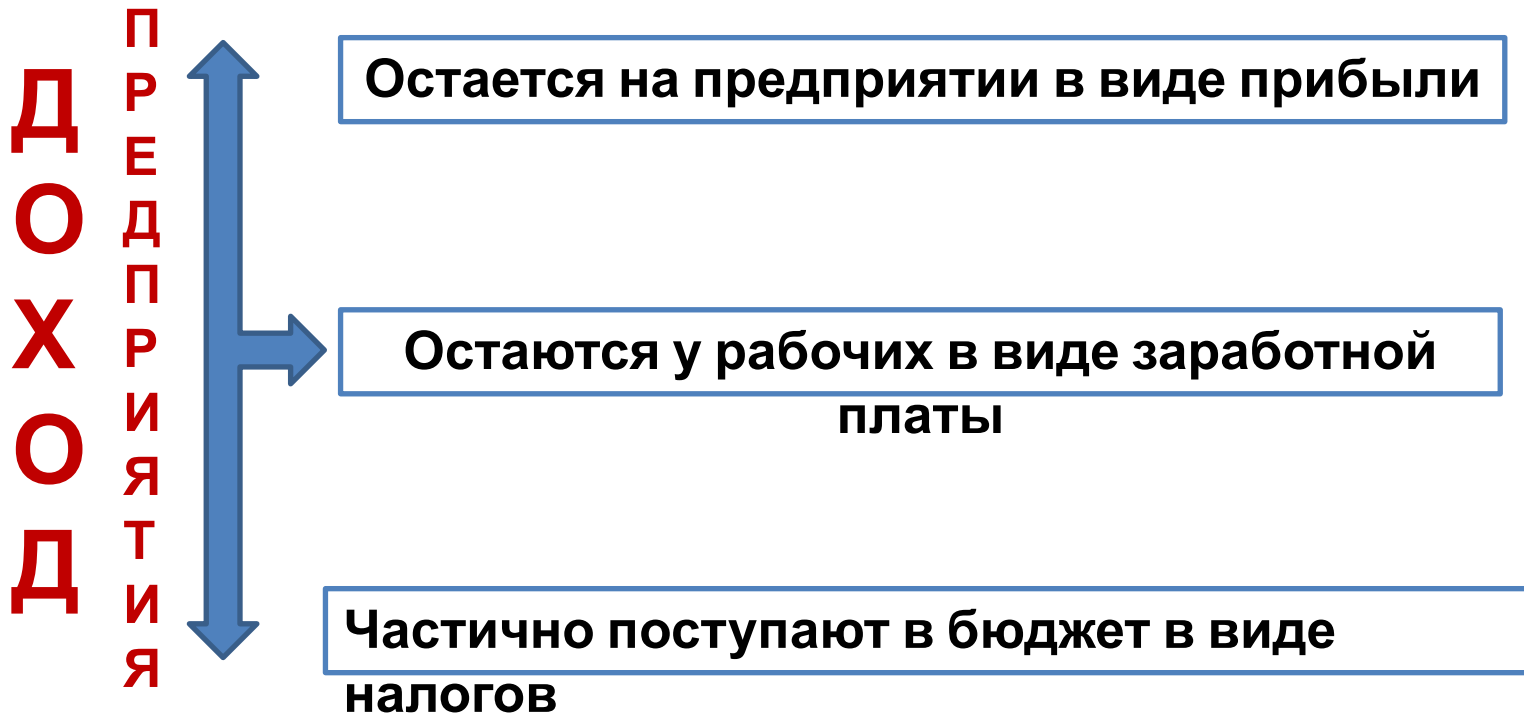 ДОХОД
ПРЕДПРИЯТИЯ
Остается на предприятии в виде прибыли
Остаются у рабочих в виде заработной
платы
Частично поступают в бюджет в виде
налогов